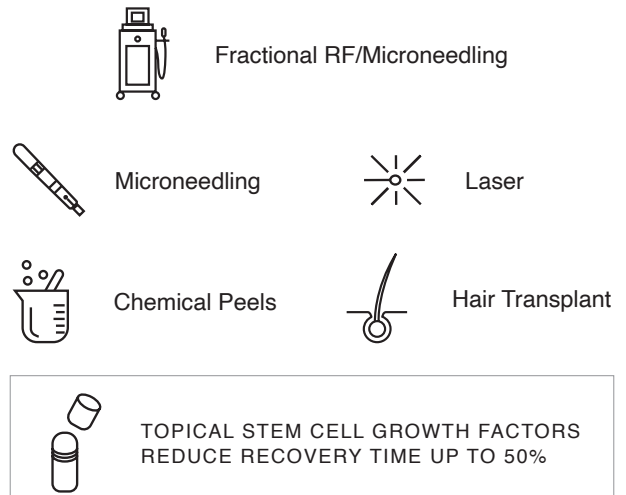 Fractional RF/Microneedling
Microneedling
Laser
Chemical Peels
Hair Transplant
TOPICAL STEM CELL GROWTH FACTORS
REDUCE RECOVERY TIME UP TO 50%